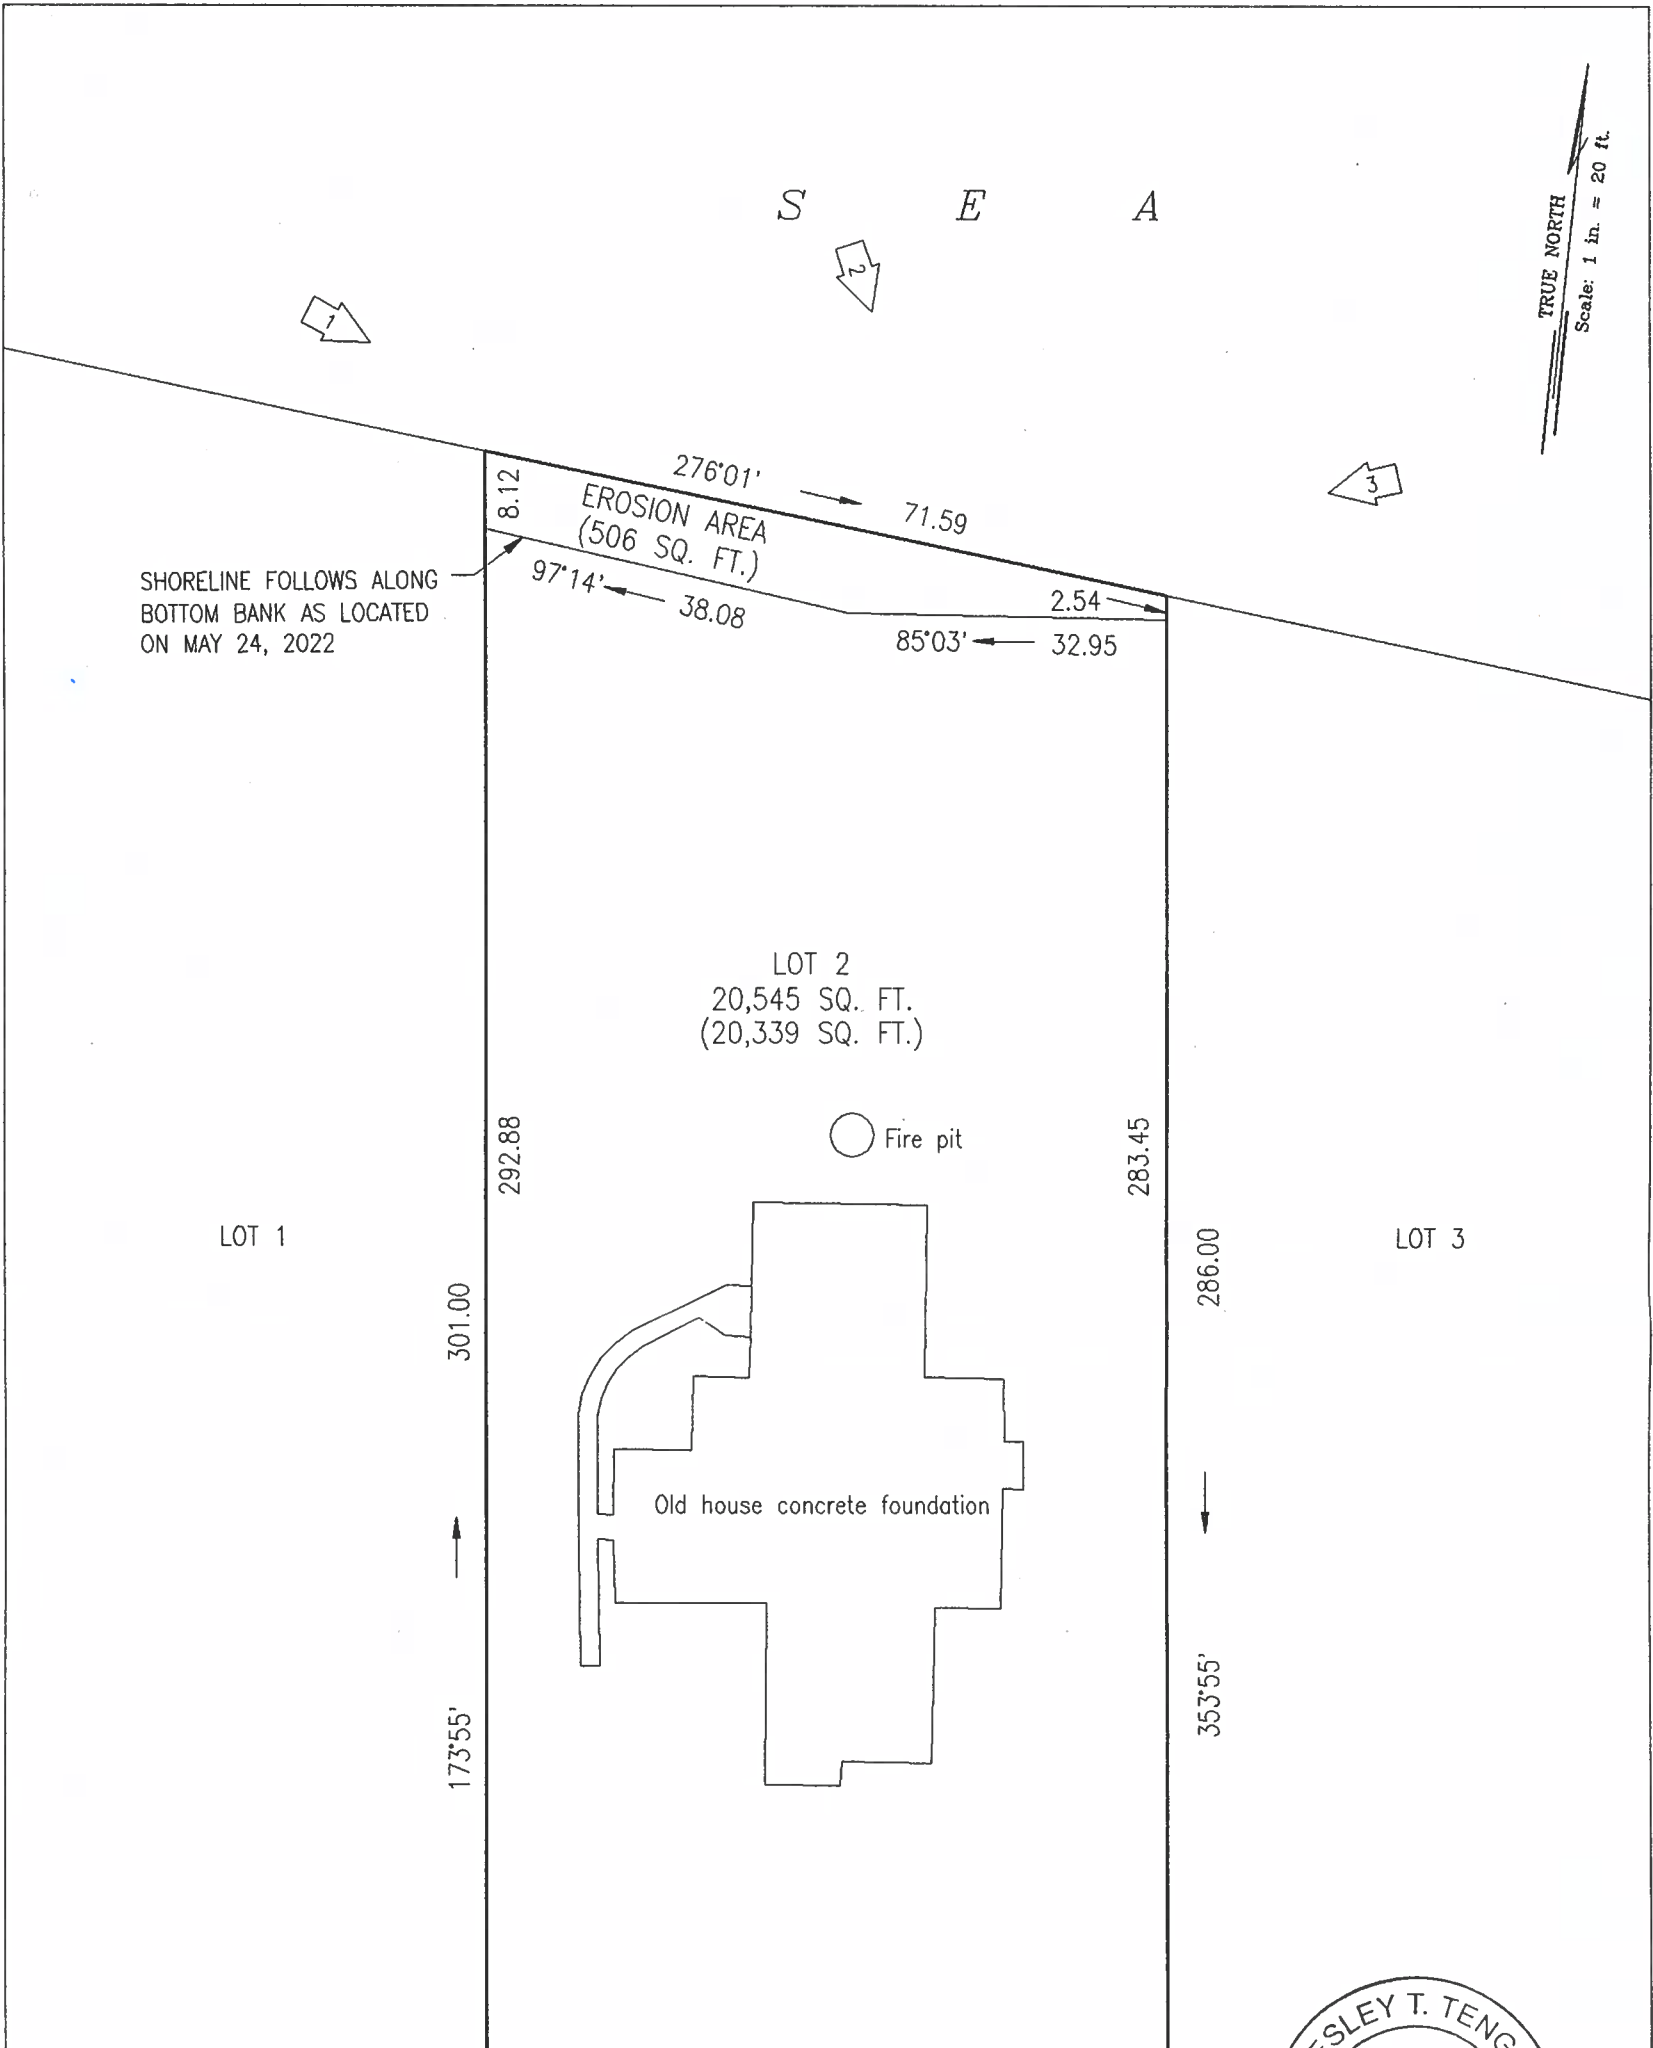 S E A
TRUE NORTH
Scale: 1 in. = 20 ft.
1
2
3
276°01'
71.59
8.12
EROSION AREA
(506 SQ. FT.)
SHORELINE FOLLOWS ALONG
BOTTOM BANK AS LOCATED
ON MAY 24, 2022
97°14'
38.08
2.54
85°03'
32.95
LOT 2
20,545 SQ. FT.
(20,339 SQ. FT.)
Fire pit
292.88
283.45
LOT 1
LOT 3
301.00
286.00
Old house concrete foundation
173°55'
353°55'
ESLEY T. TENG